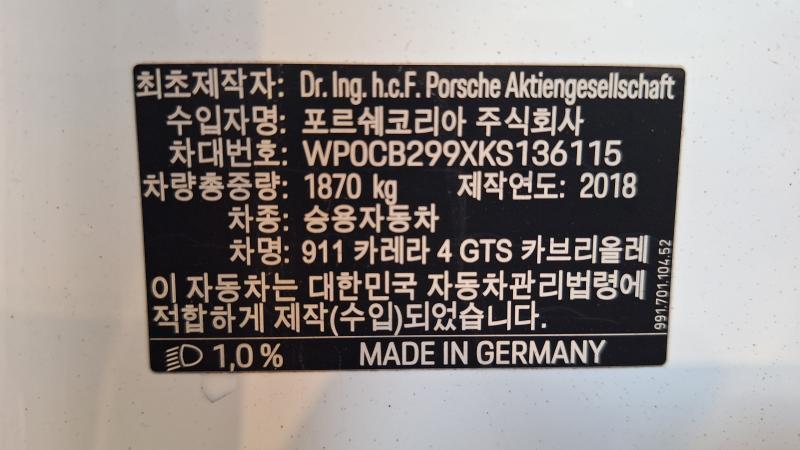 최초제작자: Dr. Ing. h.c.F. Porsche Aktiengesellschaft
수입자명: 포르쉐코리아 주식회사
차대번호: WP0CB299XKS136115
차량총중량: 1870 kg 제작연도: 2018
차종: 승용자동차
차명: 911 카레라 4 GTS 카브리올레
이 자동차는 대한민국 자동차관리법령에
적합하게 제작(수입)되었습니다.
991.701.104.52
1,0% MADE IN GERMANY